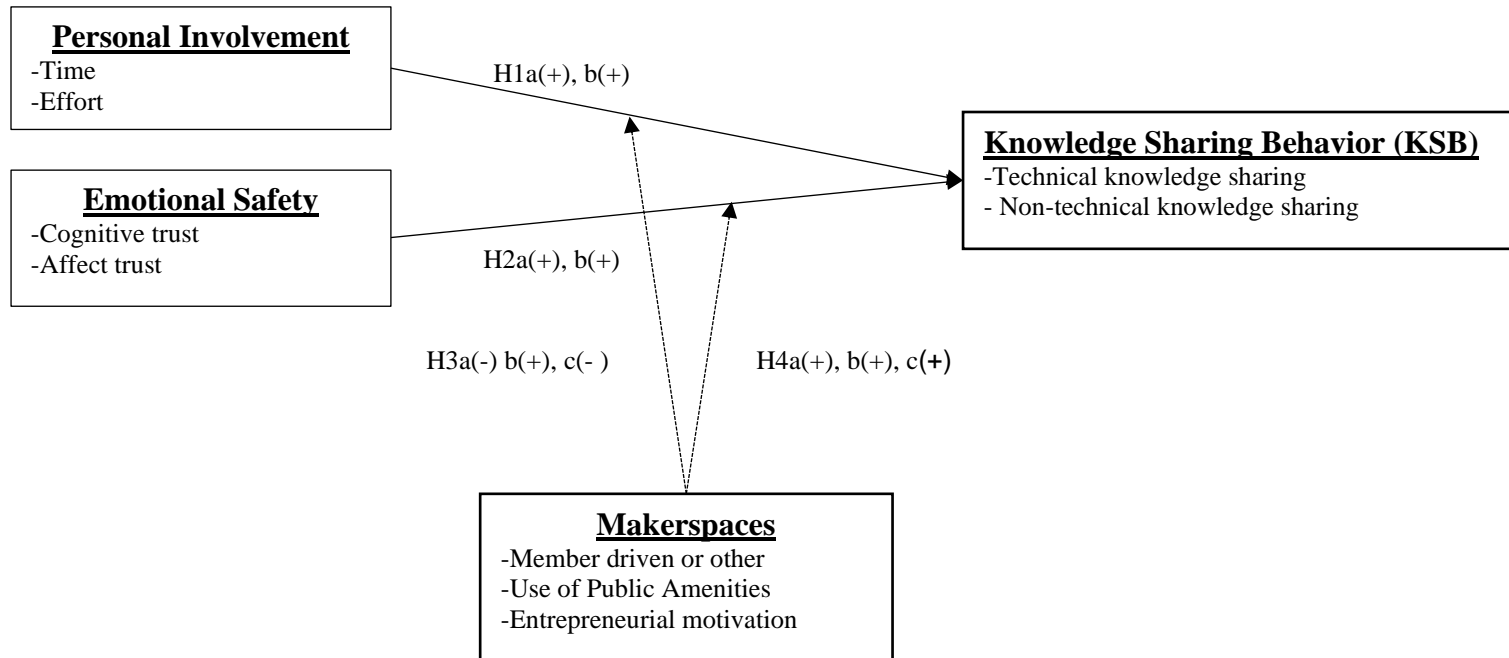 Personal Involvement
-Time
-Effort
H1a(+), b(+)
Knowledge Sharing Behavior (KSB)
-Technical knowledge sharing
- Non-technical knowledge sharing
Emotional Safety
-Cognitive trust
-Affect trust
H2a(+), b(+)
H3a(-) b(+), c(- )
H4a(+), b(+), c(+)
Makerspaces
-Member driven or other
-Use of Public Amenities
-Entrepreneurial motivation